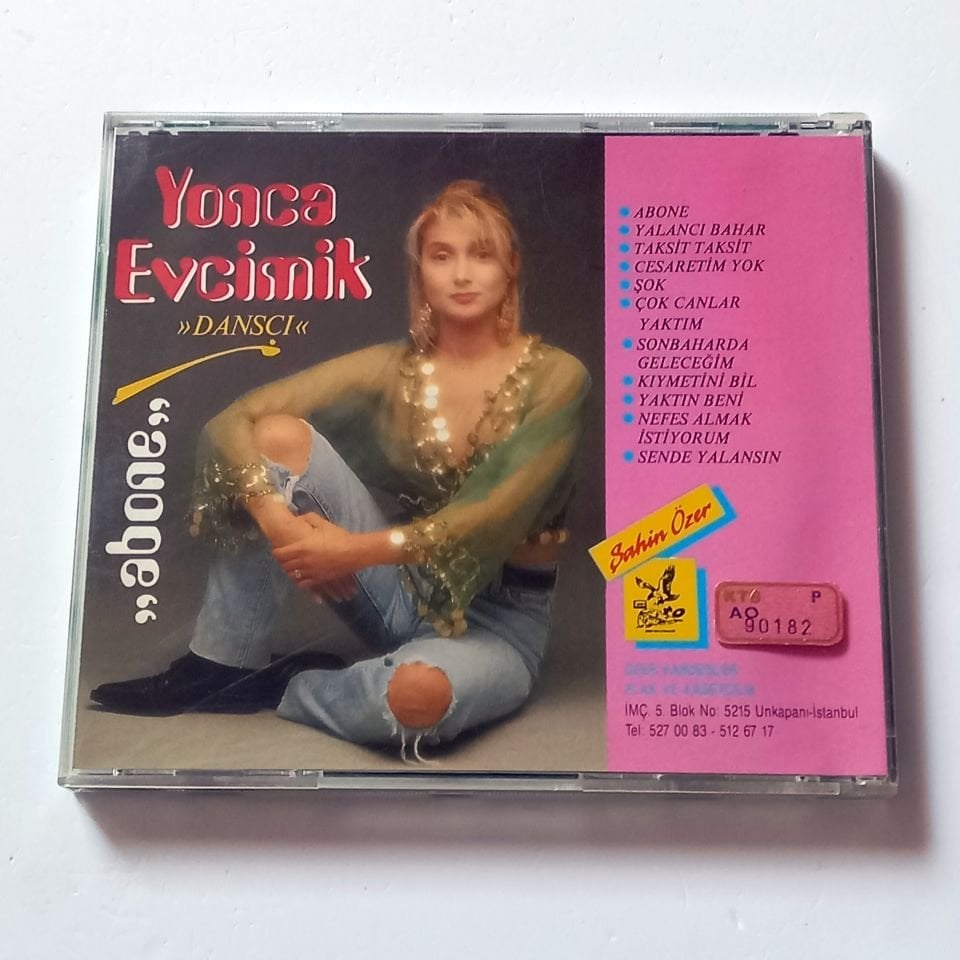 Yonca
Evcimik
»DANSÇI«
„abone”
ABONE
YALANCI BAHAR
TAKSİT TAKSİT
CESARETİM YOK
ŞOK
ÇOK CANLAR
YAKTIM
SONBAHARDA
GELECEĞİM
KIYMETİNİ BİL
YAKTIN BENİ
NEFES ALMAK
İSTİYORUM
SENDE YALANSIN
Şahin Özer
KTB P
AO
90182
İMÇ. 5. Blok No: 5215 Unkapanı-İstanbul
Tel: 527 00 83 - 512 67 17